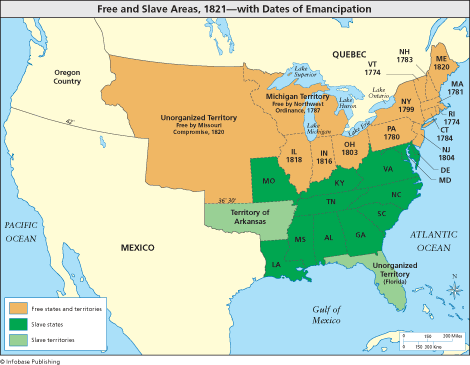 Free and Slave Areas, 1821—with Dates of Emancipation
QUEBEC
NH
1783
VT
1774
ME
1820
Lake
Superior
Oregon
Country
MA
1781
Michigan Territory
Free by Northwest
Ordinance, 1787
Lake
Huron
Lake
Ontario
NY
1799
RI
1774
Unorganized Territory
Free by Missouri
Compromise, 1820
Lake
Michigan
Lake Erie
CT
1784
42°
PA
1780
NJ
1804
IL
1818
IN
1816
OH
1803
DE
MD
MO
KY
VA
36°30'
NC
TN
Territory of
Arkansas
SC
PACIFIC
OCEAN
MEXICO
MS
AL
GA
ATLANTIC
OCEAN
LA
Unorganized
Territory
(Florida)
N
Gulf of
Mexico
Free states and territories
Slave states
Slave territories
0 150 300 Miles
0 150 300 Kms
© Infobase Publishing